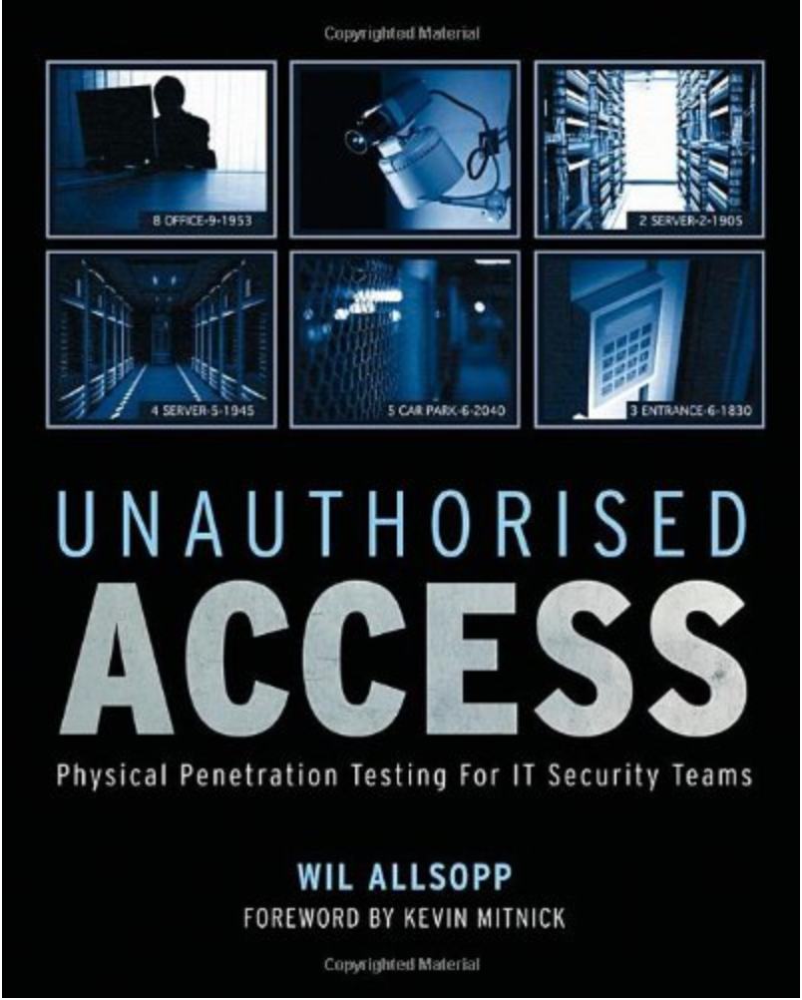 Copyrighted Material
8 OFFICE-9-1953
2 SERVER-2-1905
4 SERVER-5-1945
5 CAR PARK-6-2040
3 ENTRANCE-6-1830
UNAUTHORISED
ACCESS
Physical Penetration Testing For IT Security Teams
WIL ALLSOPP
FOREWORD BY KEVIN MITNICK
Copyrighted Material